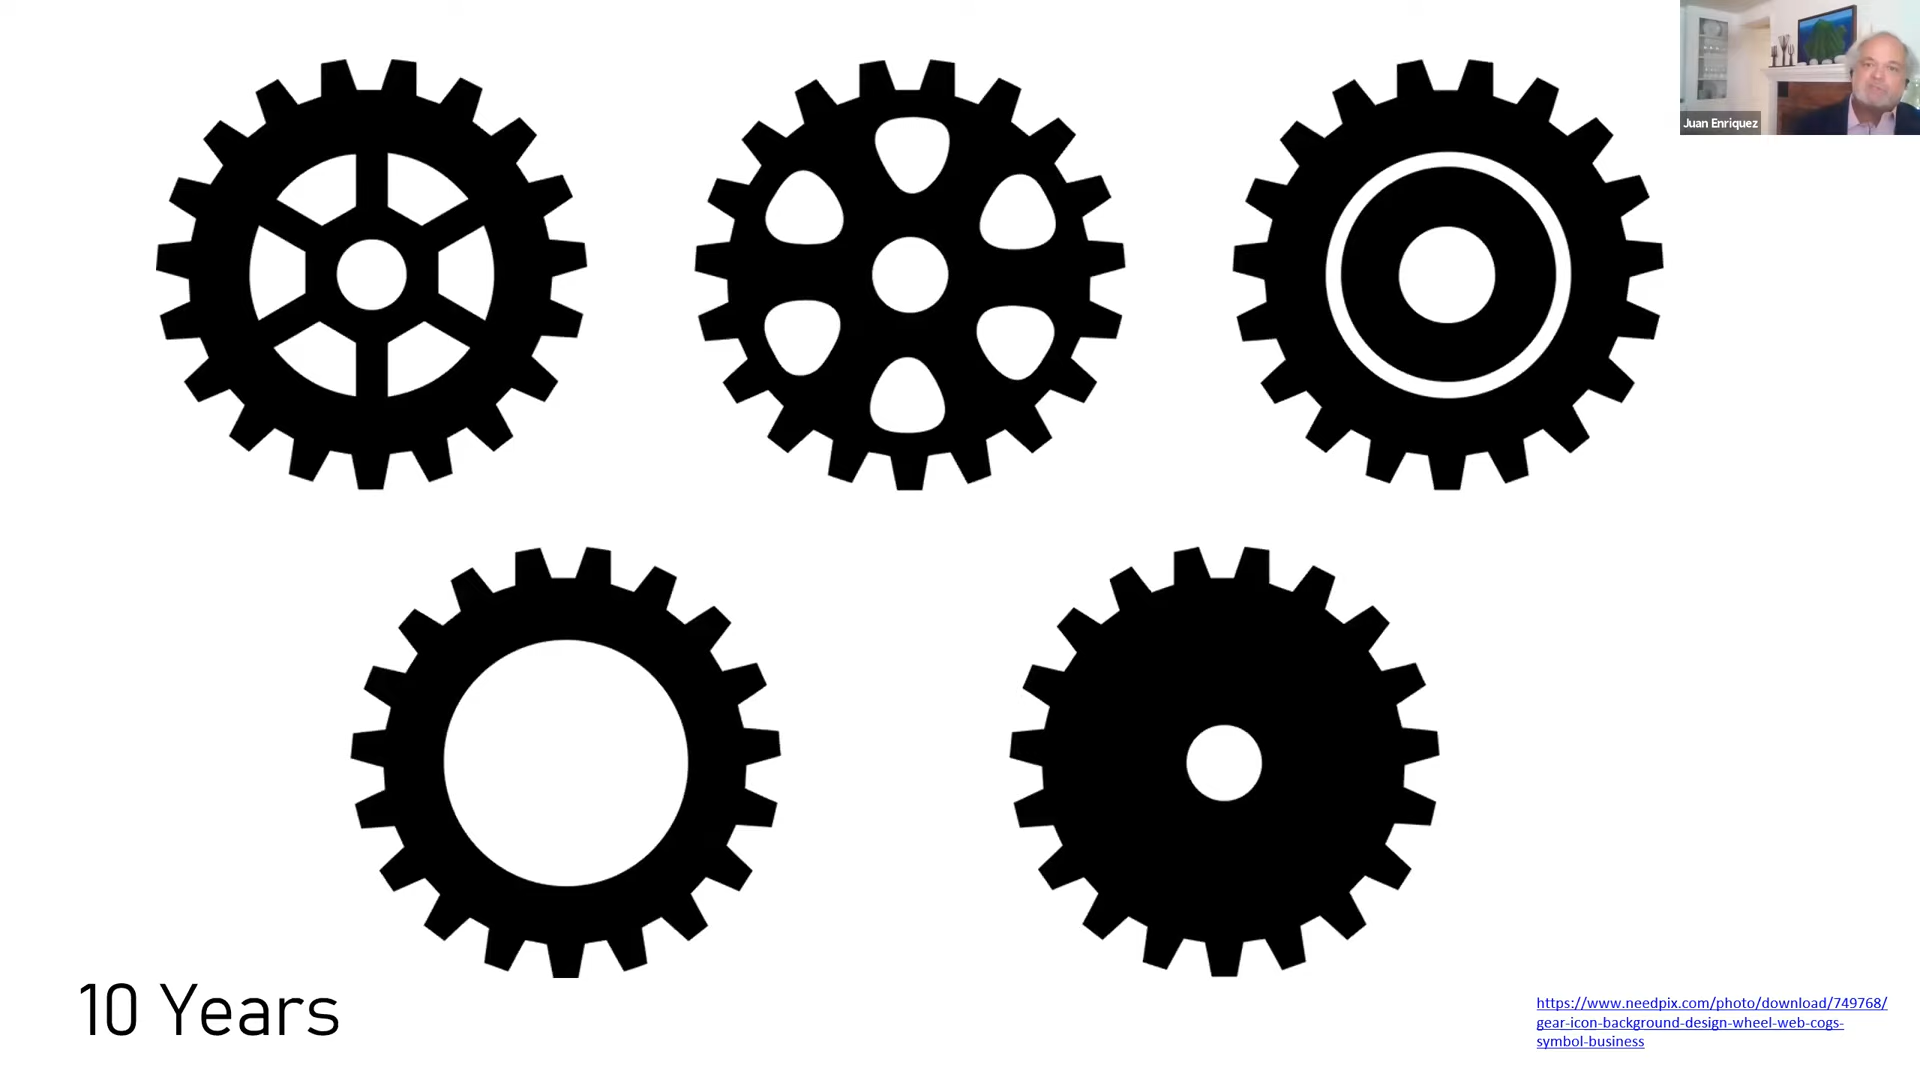 Juan Enriquez
10 Years
https://www.needpix.com/photo/download/749768/
gear-icon-background-design-wheel-web-cogs-
symbol-business